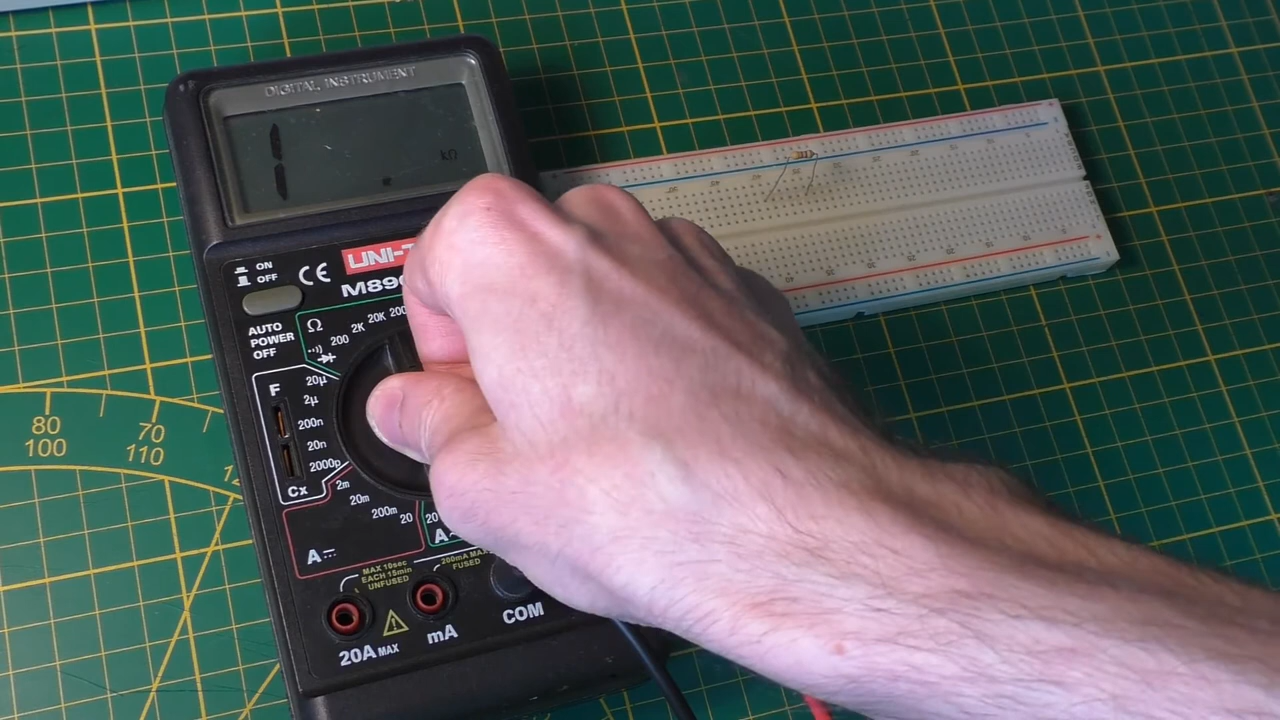 DIGITAL INSTRUMENT
1
kΩ
ON
OFF
CE
UNI-T
M890
AUTO
POWER
OFF
Ω
200
2K
20K
200
F
20µ
2µ
200n
20n
2000p
Cx
2m
20m
200m
20
20
A
A~
MAX 10sec
EACH 15min
UNFUSED
200mA MAX
FUSED
20A MAX
mA
COM
80
100
70
110